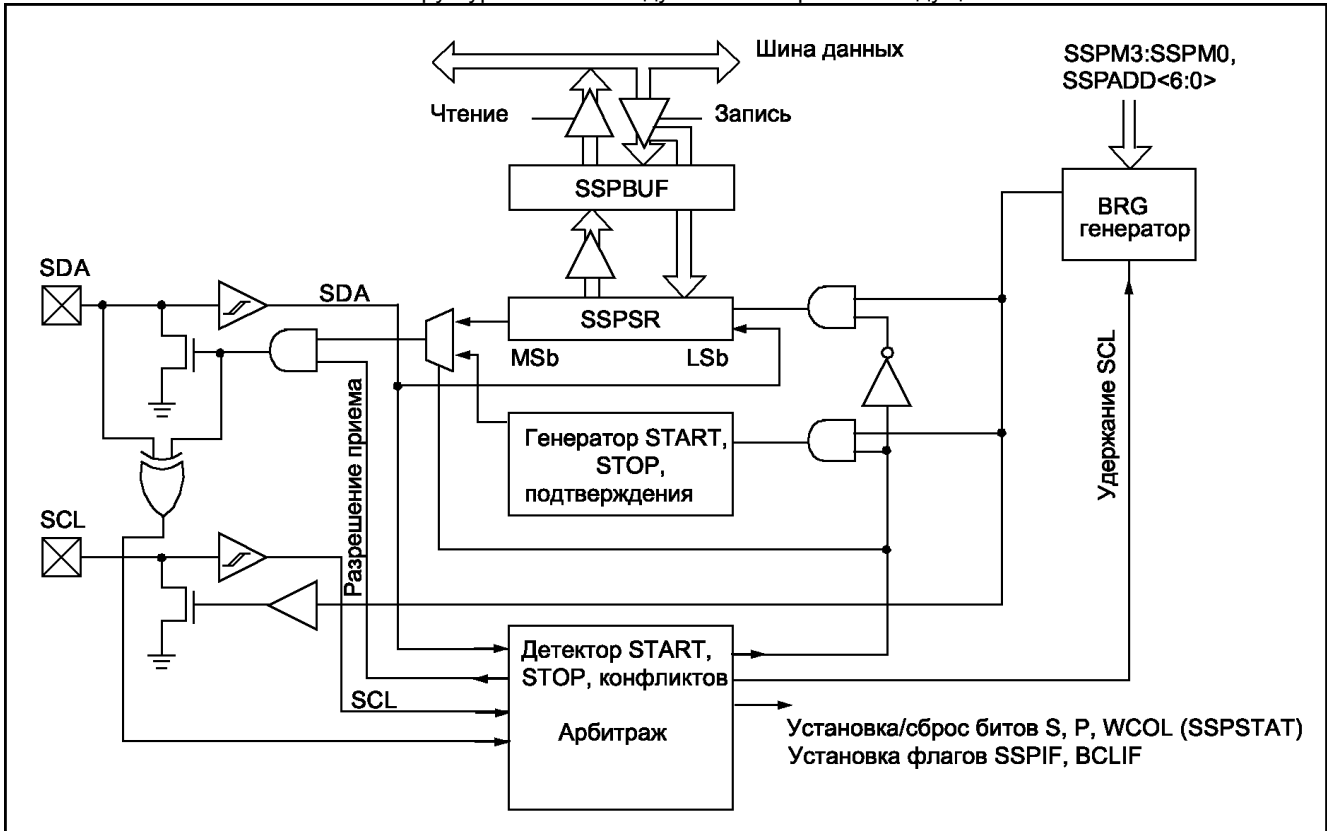 Шина данных
SSPM3:SSPM0,
SSPADD<6:0>
Чтение
Запись
SSPBUF
BRG
генератор
SDA
SDA
SSPSR
MSb
LSb
Генератор START,
STOP,
подтверждения
Разрешение приема
Удержание SCL
SCL
Детектор START,
STOP, конфликтов
SCL
Арбитраж
Установка/сброс битов S, P, WCOL (SSPSTAT)
Установка флагов SSPIF, BCLIF